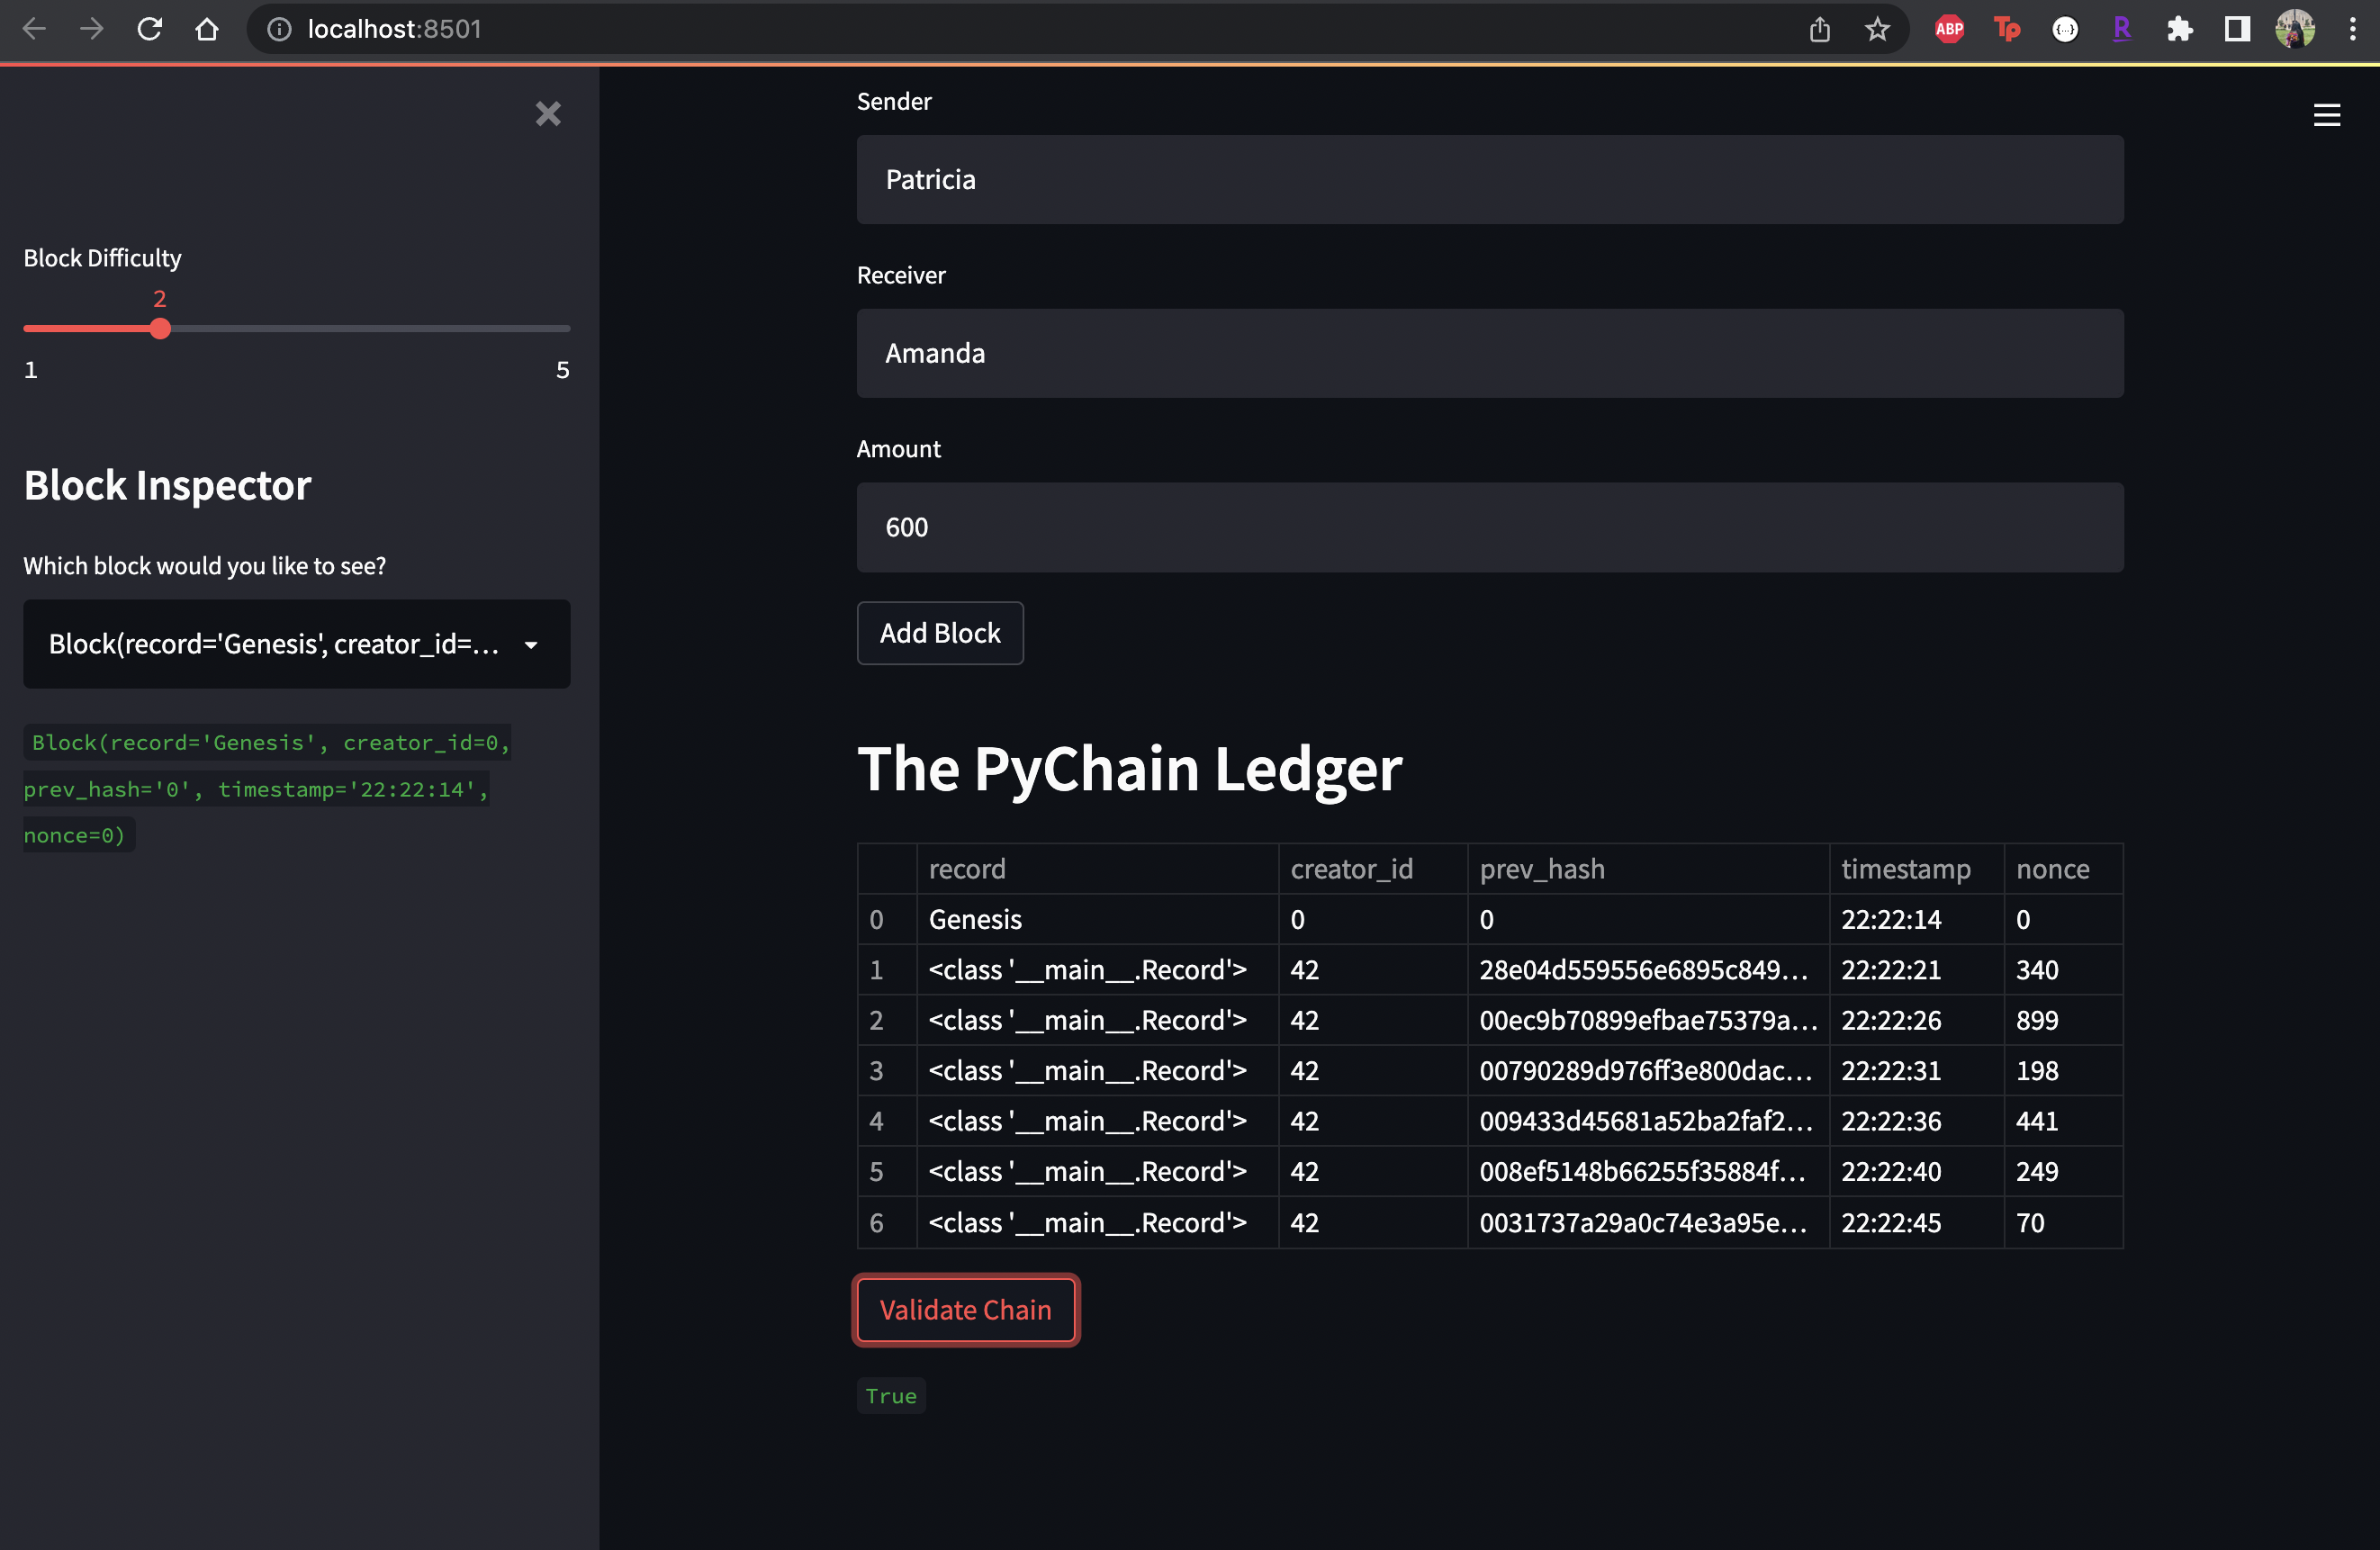 localhost:8501
ABP
Tp
{...}
R
Block Difficulty
2
1 5
Block Inspector
Which block would you like to see?
Block(record='Genesis', creator_id=...
Block(record='Genesis', creator_id=0,
prev_hash='0', timestamp='22:22:14',
nonce=0)
Sender
Patricia
Receiver
Amanda
Amount
600
Add Block
The PyChain Ledger
record creator_id prev_hash timestamp nonce
0 Genesis 0 0 22:22:14 0
1 <class '__main__.Record'> 42 28e04d559556e6895c849... 22:22:21 340
2 <class '__main__.Record'> 42 00ec9b70899efbae75379a... 22:22:26 899
3 <class '__main__.Record'> 42 00790289d976ff3e800dac... 22:22:31 198
4 <class '__main__.Record'> 42 009433d45681a52ba2faf2... 22:22:36 441
5 <class '__main__.Record'> 42 008ef5148b66255f35884f... 22:22:40 249
6 <class '__main__.Record'> 42 0031737a29a0c74e3a95e... 22:22:45 70
Validate Chain
True